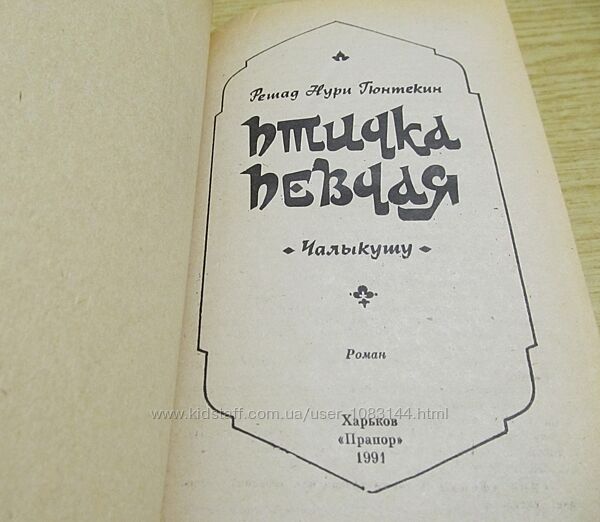 Решад Нури Гюнтекин
ПТИЧКА
ПЕВЧАЯ
Чалыкушу
Роман
www.kidstaff.com.ua/user-1083144.html
Харьков
«Прапор»
1991